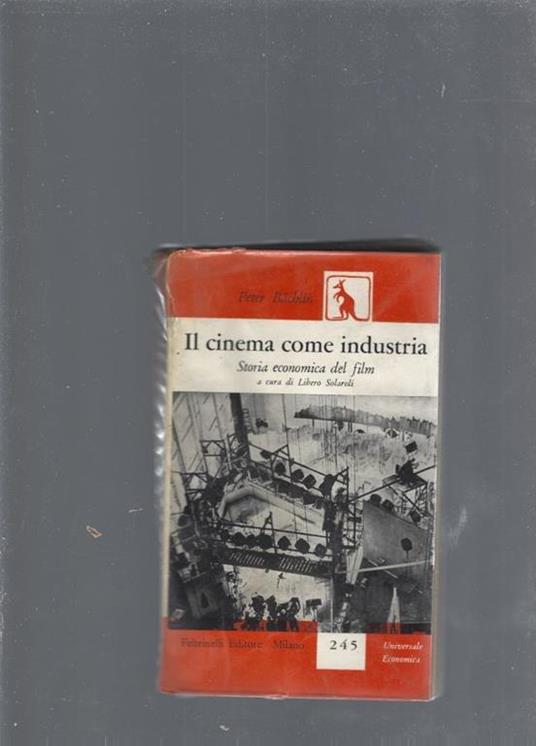 Peter Bächlin
Il cinema come industria
Storia economica del film
a cura di Libero Solaroli
Feltrinelli Editore Milano
245
Universale
Economica